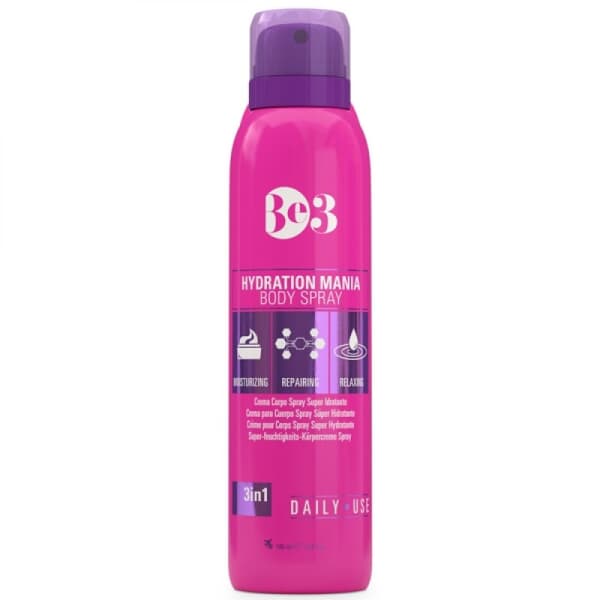 Be3
HYDRATION MANIA
BODY SPRAY
MOISTURIZING REPAIRING RELAXING
Crema Corpo Spray Super Idratante
Crema para Cuerpo Spray Súper Hidratante
Crème pour Corps Spray Super Hydratante
Super-feuchtigkeits-Körpercreme Spray
3in1
DAILY • USE